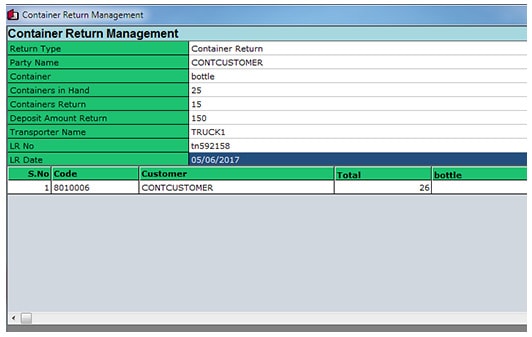 Container Return Management
Container Return Management
Return Type Container Return
Party Name CONTCUSTOMER
Container bottle
Containers in Hand 25
Containers Return 15
Deposit Amount Return 150
Transporter Name TRUCK1
LR No tn592158
LR Date 05/06/2017
S.No Code Customer Total bottle
1 8010006 CONTCUSTOMER 26